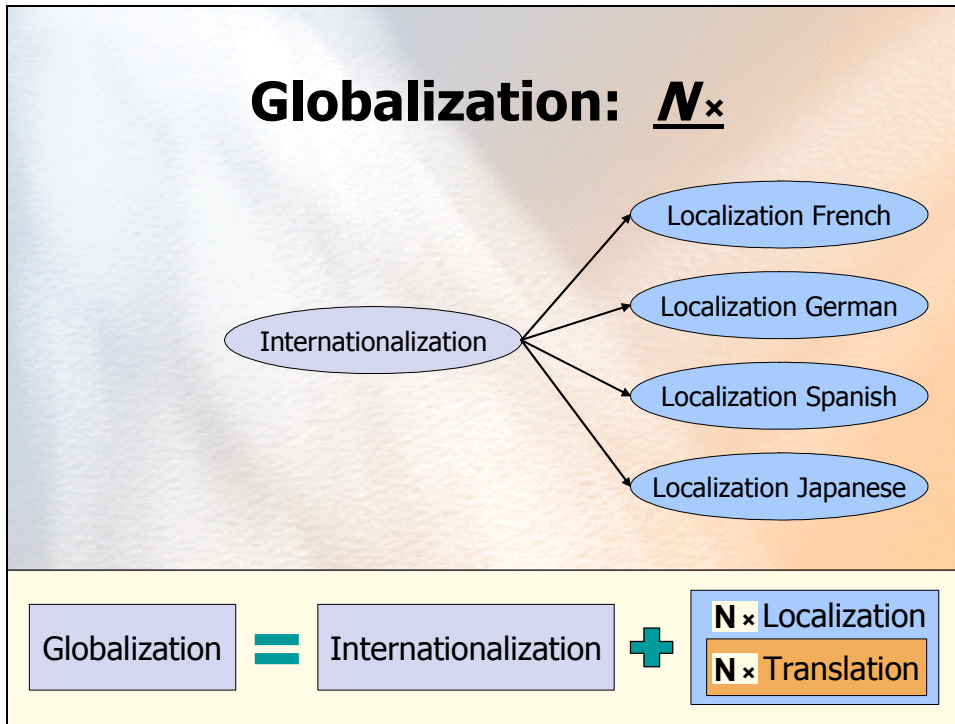 Globalization: N×
Localization French
Localization German
Internationalization
Localization Spanish
Localization Japanese
Globalization = Internationalization + N × Localization
N × Translation